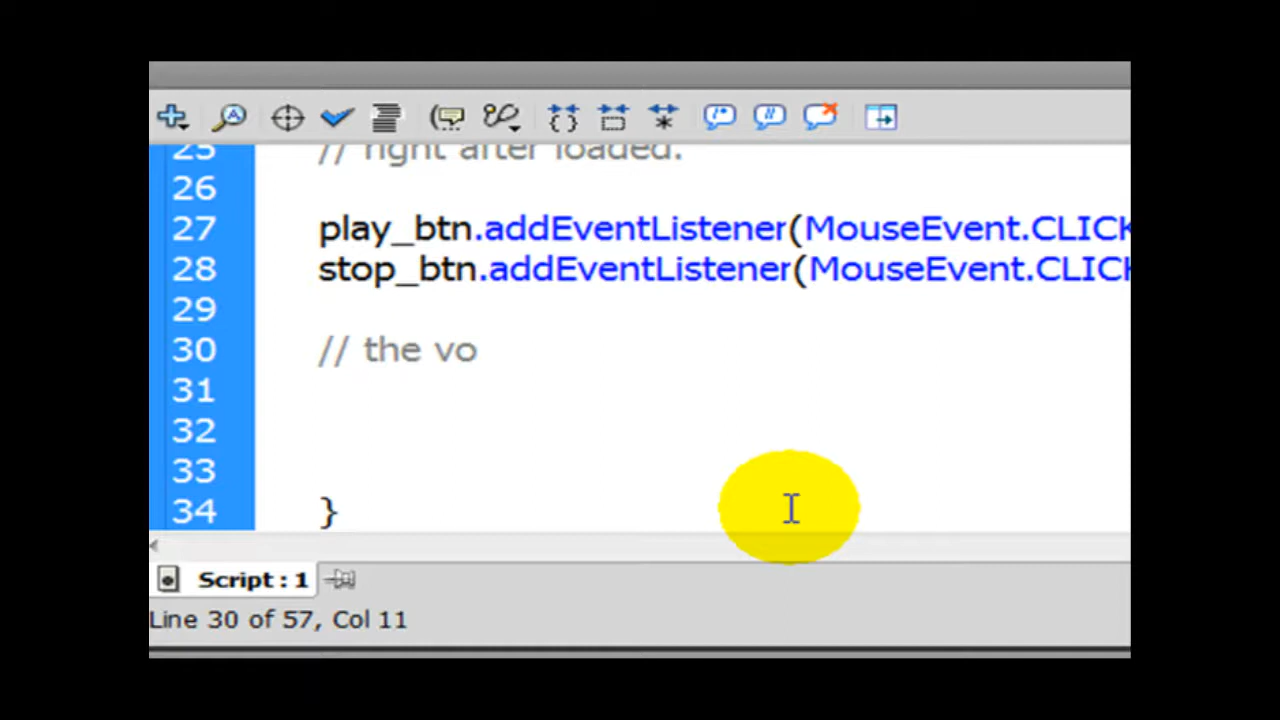 25 // right after loaded.
26
27 play_btn.addEventListener(MouseEvent.CLICK
28 stop_btn.addEventListener(MouseEvent.CLICK
29
30 // the vo
31
32
33
34 }
Script : 1
Line 30 of 57, Col 11